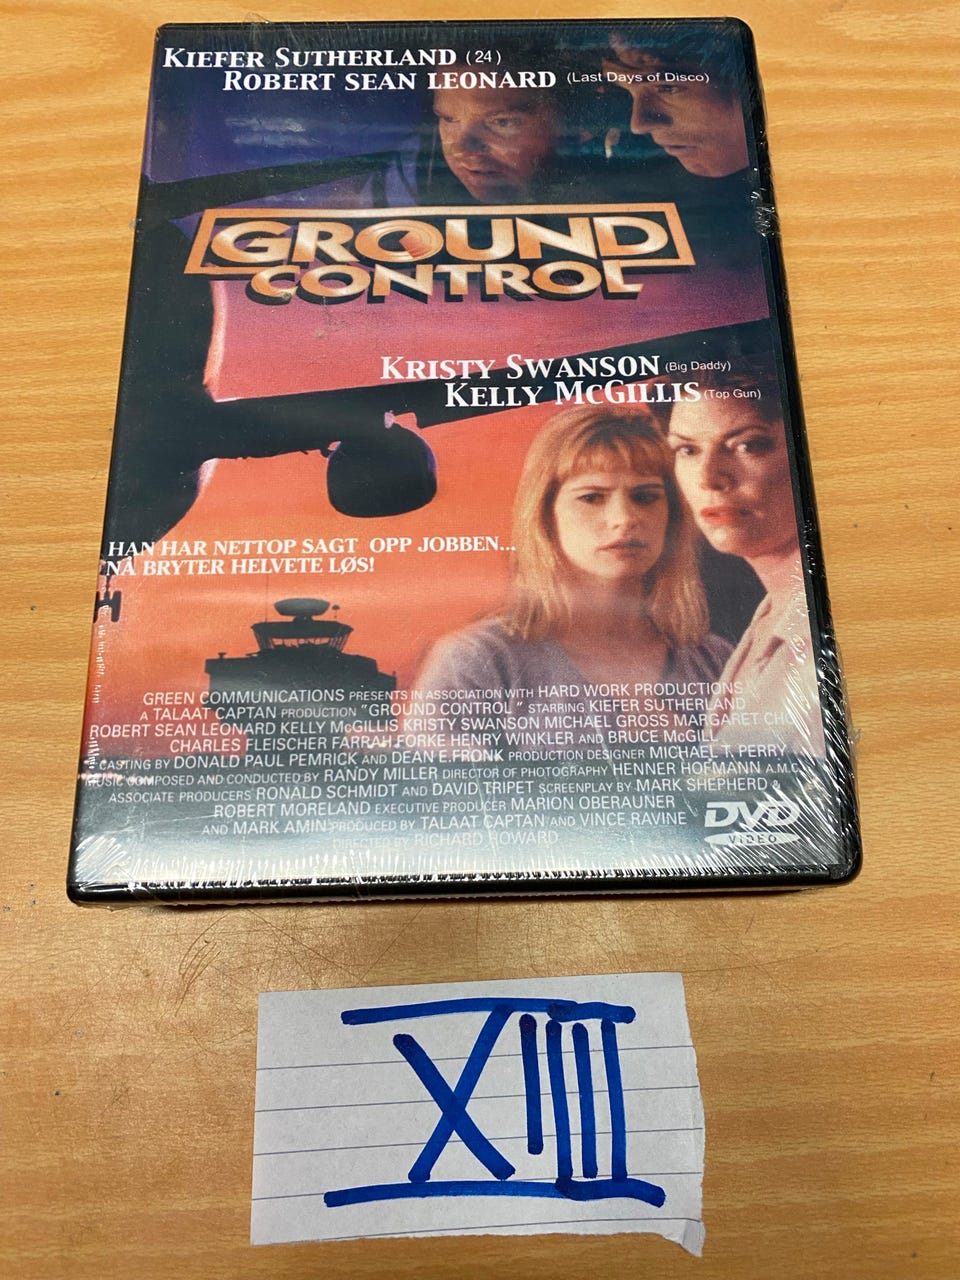 KIEFER SUTHERLAND (24)
ROBERT SEAN LEONARD (Last Days of Disco)
GROUND
CONTROL
KRISTY SWANSON (Big Daddy)
KELLY McGILLIS (Top Gun)
HAN HAR NETTOP SAGT OPP JOBBEN...
NÅ BRYTER HELVETE LØS!
GREEN COMMUNICATIONS PRESENTS IN ASSOCIATION WITH HARD WORK PRODUCTIONS
A TALAAT CAPTAN PRODUCTION "GROUND CONTROL" STARRING KIEFER SUTHERLAND
ROBERT SEAN LEONARD KELLY McGILLIS KRISTY SWANSON MICHAEL GROSS MARGARET CHO
CHARLES FLEISCHER FARRAH FORKE HENRY WINKLER AND BRUCE McGILL
CASTING BY DONALD PAUL PEMRICK AND DEAN E.FRONK PRODUCTION DESIGNER MICHAEL T. PERRY
MUSIC COMPOSED AND CONDUCTED BY RANDY MILLER DIRECTOR OF PHOTOGRAPHY HENNER HOFMANN A.M.C.
ASSOCIATE PRODUCERS RONALD SCHMIDT AND DAVID TRIPET SCREENPLAY BY MARK SHEPHERD &
ROBERT MORELAND EXECUTIVE PRODUCER MARION OBERAUNER
AND MARK AMIN PRODUCED BY TALAAT CAPTAN AND VINCE RAVINE
DIRECTED BY RICHARD HOWARD
DVD
VIDEO
XIIII